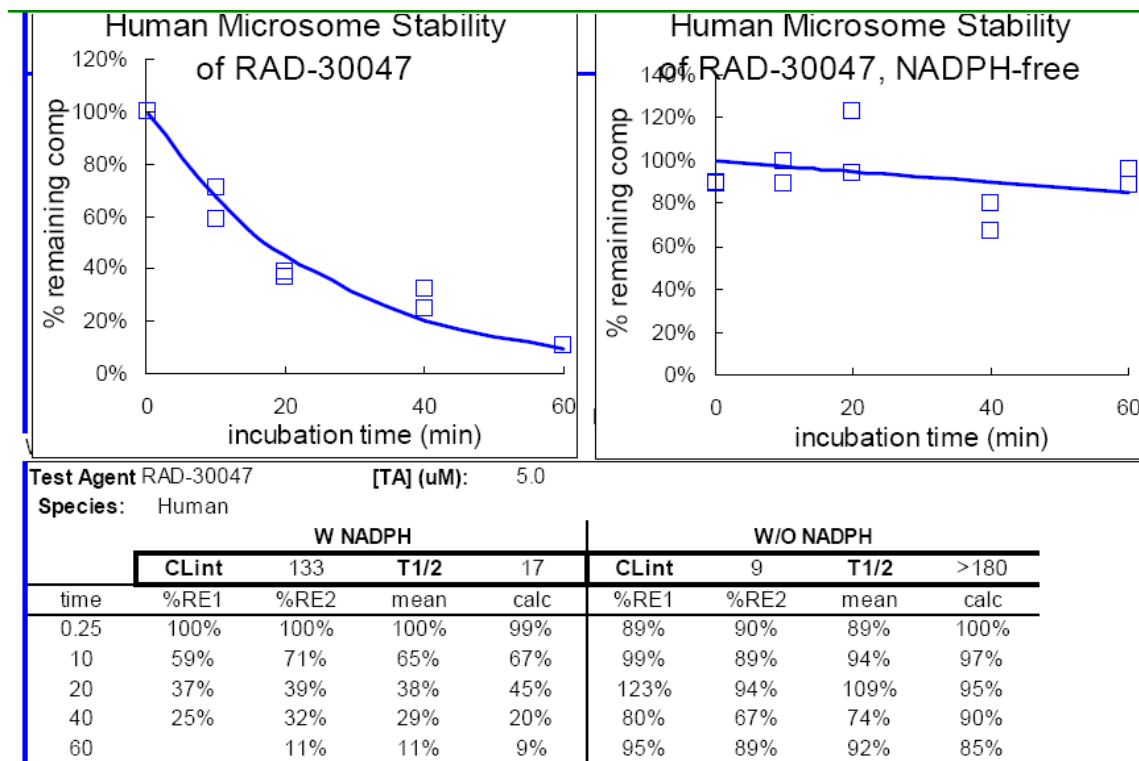 Human Microsome Stability
of RAD-30047
120%
100%
80%
60%
40%
20%
0%
% remaining comp
0 20 40 60
incubation time (min)
Human Microsome Stability
of RAD-30047, NADPH-free
140%
120%
100%
80%
60%
40%
20%
0%
% remaining comp
0 20 40 60
incubation time (min)
Test Agent RAD-30047 [TA] (uM): 5.0
Species: Human
W NADPH W/O NADPH
CLint 133 T1/2 17 CLint 9 T1/2 >180
time %RE1 %RE2 mean calc %RE1 %RE2 mean calc
0.25 100% 100% 100% 99% 89% 90% 89% 100%
10 59% 71% 65% 67% 99% 89% 94% 97%
20 37% 39% 38% 45% 123% 94% 109% 95%
40 25% 32% 29% 20% 80% 67% 74% 90%
60 11% 11% 9% 95% 89% 92% 85%